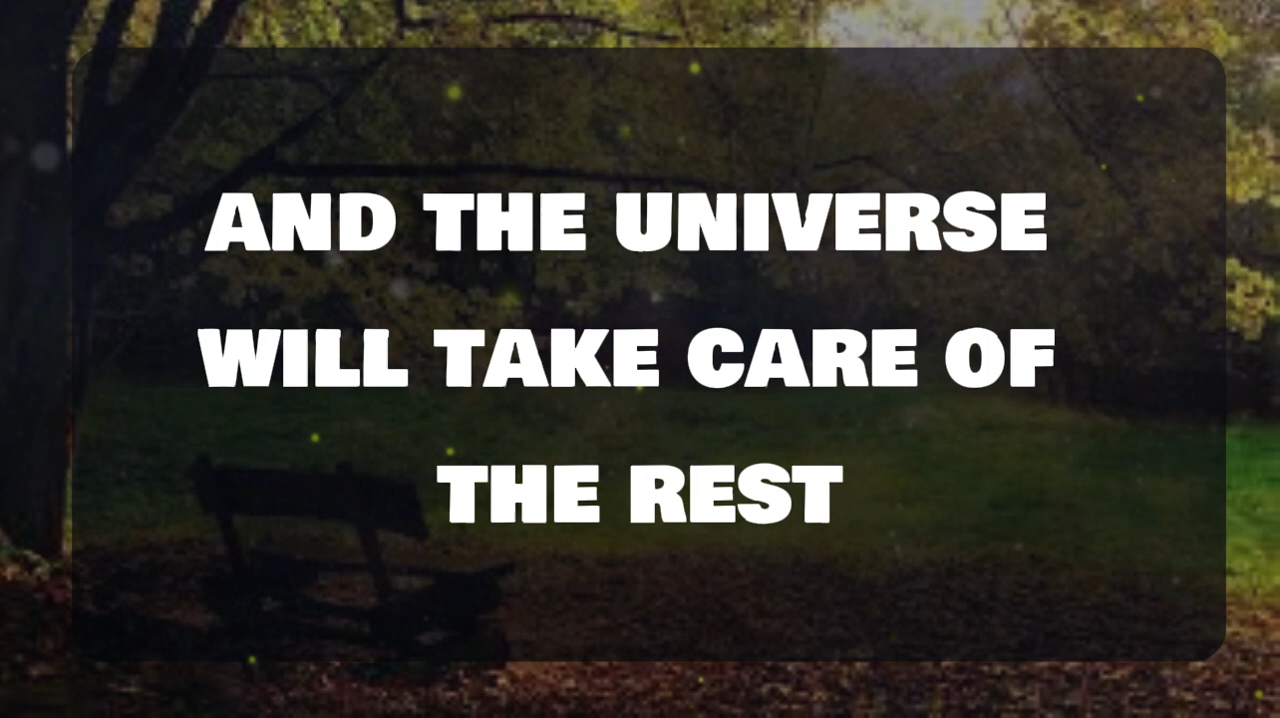 AND THE UNIVERSE
WILL TAKE CARE OF
THE REST